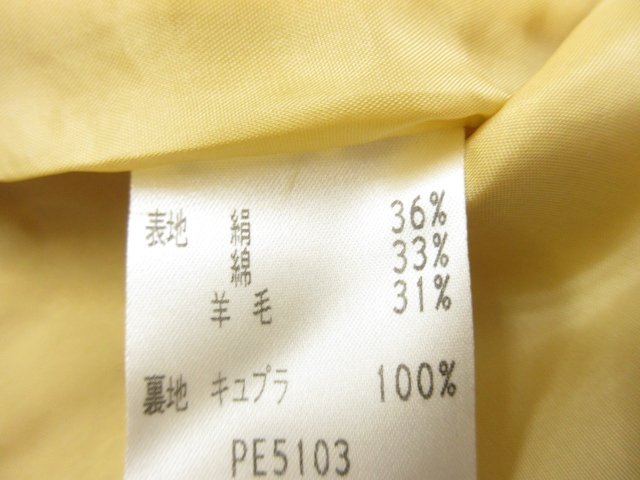 表地 絹 36%
綿 33%
羊毛 31%
裏地 キュプラ 100%
PE5103